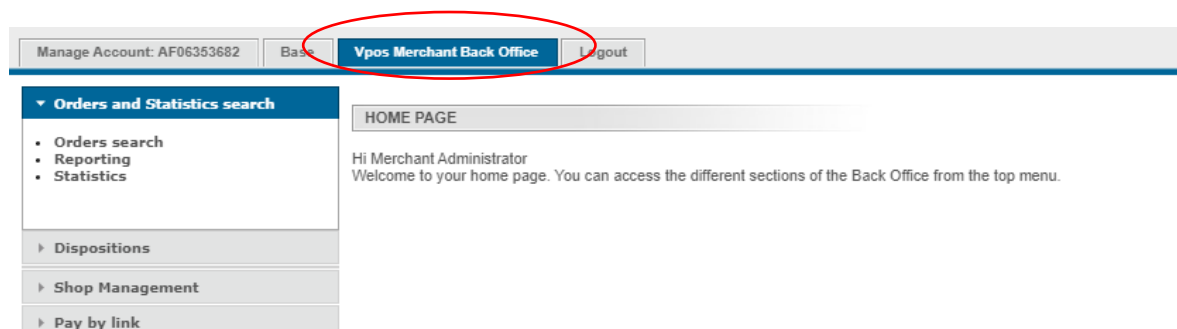 Manage Account: AF06353682 Base Vpos Merchant Back Office Logout
Orders and Statistics search
Orders search
Reporting
Statistics
Dispositions
Shop Management
Pay by link
HOME PAGE
Hi Merchant Administrator
Welcome to your home page. You can access the different sections of the Back Office from the top menu.